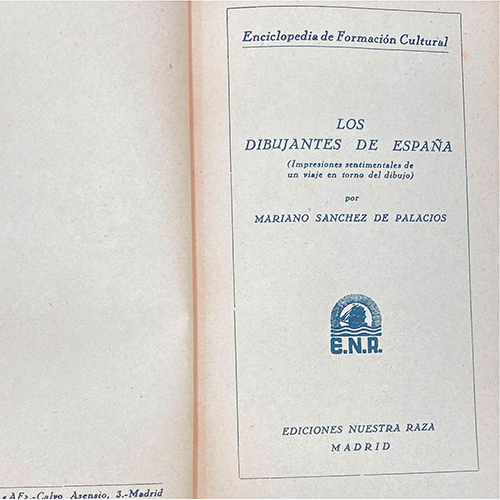 Enciclopedia de Formación Cultural
LOS
DIBUJANTES DE ESPAÑA
(Impresiones sentimentales de
un viaje en torno del dibujo)
por
MARIANO SANCHEZ DE PALACIOS
E.N.R.
EDICIONES NUESTRA RAZA
MADRID
«AF».-Calvo Asensio, 3.-Madrid